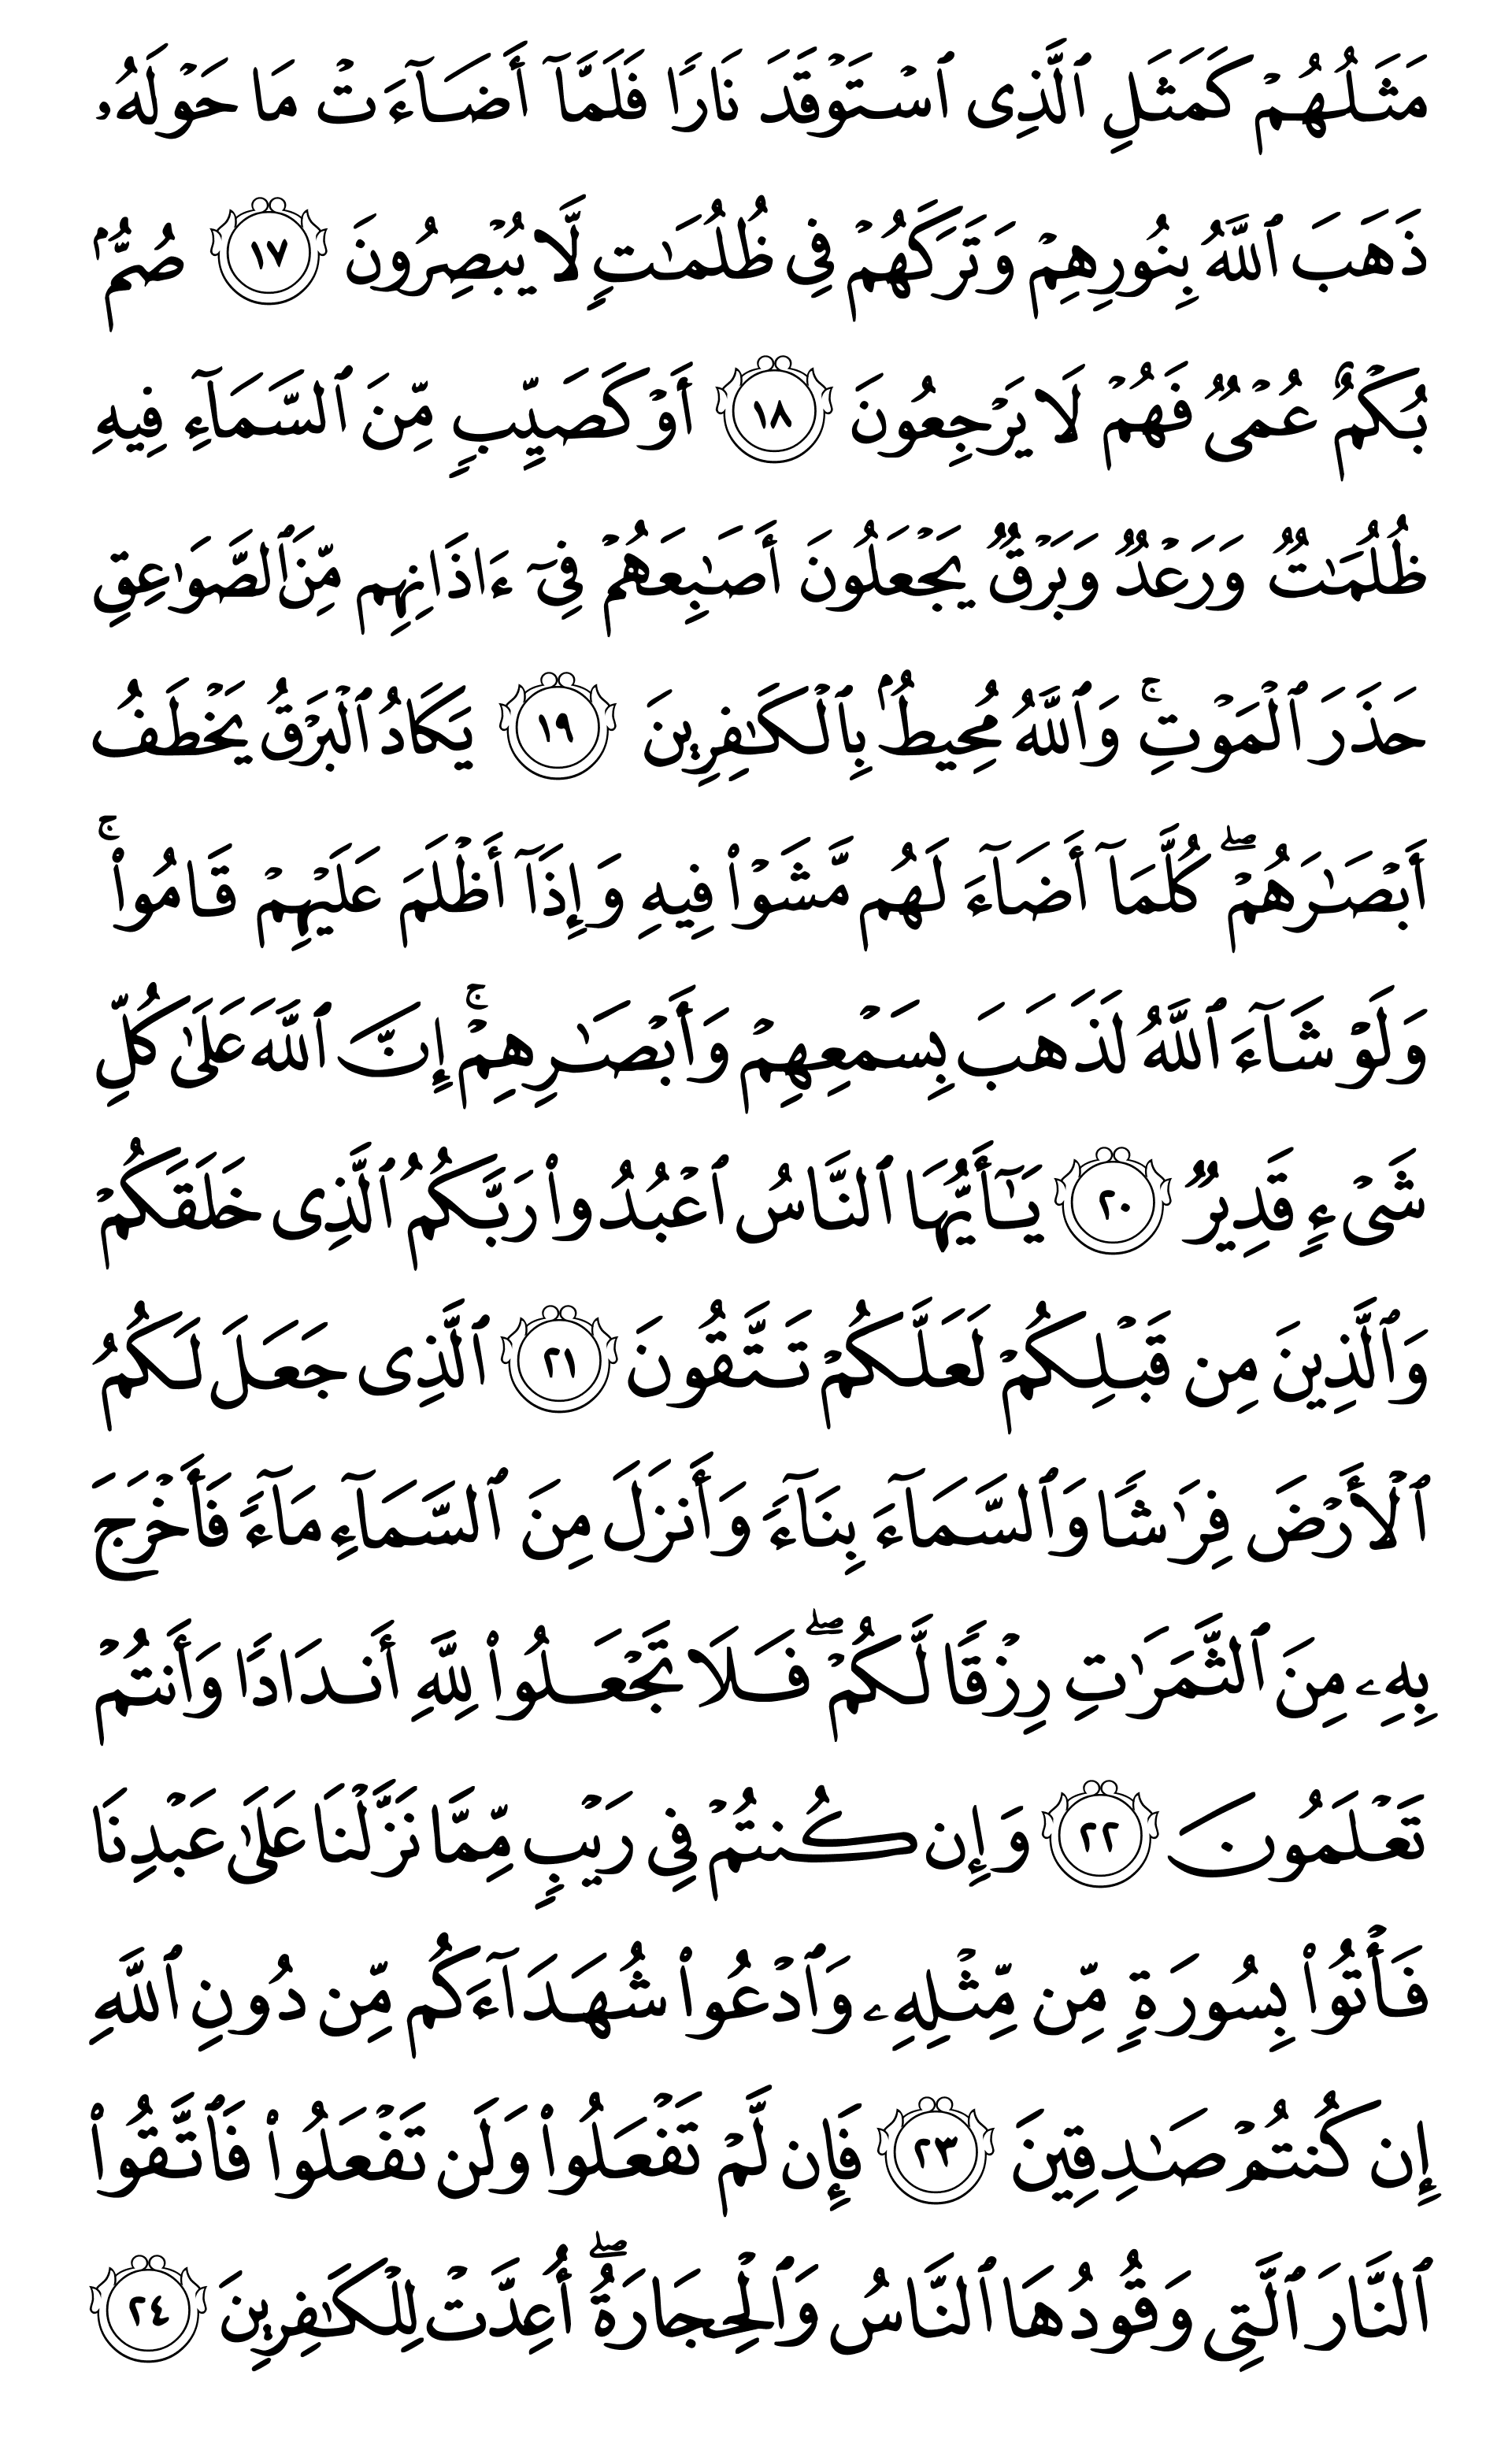 مَثَلُهُمْ كَمَثَلِ ٱلَّذِى ٱسْتَوْقَدَ نَارًا فَلَمَّآ أَضَآءَتْ مَا حَوْلَهُۥ
ذَهَبَ ٱللَّهُ بِنُورِهِمْ وَتَرَكَهُمْ فِى ظُلُمَٰتٍ لَّا يُبْصِرُونَ ١٧ صُمٌّۢ
بُكْمٌ عُمْىٌ فَهُمْ لَا يَرْجِعُونَ ١٨ أَوْ كَصَيِّبٍ مِّنَ ٱلسَّمَآءِ فِيهِ
ظُلُمَٰتٌ وَرَعْدٌ وَبَرْقٌ يَجْعَلُونَ أَصَٰبِعَهُمْ فِىٓ ءَاذَانِهِم مِّنَ ٱلصَّوَٰعِقِ
حَذَرَ ٱلْمَوْتِ ۚ وَٱللَّهُ مُحِيطٌۢ بِٱلْكَٰفِرِينَ ١٩ يَكَادُ ٱلْبَرْقُ يَخْطَفُ
أَبْصَٰرَهُمْ ۖ كُلَّمَآ أَضَآءَ لَهُم مَّشَوْا۟ فِيهِ وَإِذَآ أَظْلَمَ عَلَيْهِمْ قَامُوا۟ ۚ
وَلَوْ شَآءَ ٱللَّهُ لَذَهَبَ بِسَمْعِهِمْ وَأَبْصَٰرِهِمْ ۚ إِنَّ ٱللَّهَ عَلَىٰ كُلِّ
شَىْءٍ قَدِيرٌ ٢٠ يَٰٓأَيُّهَا ٱلنَّاسُ ٱعْبُدُوا۟ رَبَّكُمُ ٱلَّذِى خَلَقَكُمْ
وَٱلَّذِينَ مِن قَبْلِكُمْ لَعَلَّكُمْ تَتَّقُونَ ٢١ ٱلَّذِى جَعَلَ لَكُمُ
ٱلْأَرْضَ فِرَٰشًا وَٱلسَّمَآءَ بِنَآءً وَأَنزَلَ مِنَ ٱلسَّمَآءِ مَآءً فَأَخْرَجَ
بِهِۦ مِنَ ٱلثَّمَرَٰتِ رِزْقًا لَّكُمْ ۖ فَلَا تَجْعَلُوا۟ لِلَّهِ أَندَادًا وَأَنتُمْ
تَعْلَمُونَ ٢٢ وَإِن كُنتُمْ فِى رَيْبٍ مِّمَّا نَزَّلْنَا عَلَىٰ عَبْدِنَا
فَأْتُوا۟ بِسُورَةٍ مِّن مِّثْلِهِۦ وَٱدْعُوا۟ شُهَدَآءَكُم مِّن دُونِ ٱللَّهِ
إِن كُنتُمْ صَٰدِقِينَ ٢٣ فَإِن لَّمْ تَفْعَلُوا۟ وَلَن تَفْعَلُوا۟ فَٱتَّقُوا۟
ٱلنَّارَ ٱلَّتِى وَقُودُهَا ٱلنَّاسُ وَٱلْحِجَارَةُ ۖ أُعِدَّتْ لِلْكَٰفِرِينَ ٢٤